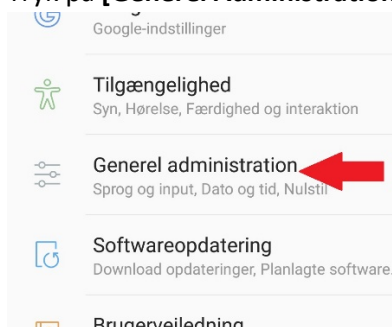 Google-indstillinger
Tilgængelighed
Syn, Hørelse, Færdighed og interaktion
Generel administration
Sprog og input, Dato og tid, Nulstil
Softwareopdatering
Download opdateringer, Planlagte software.
Brugervejledning